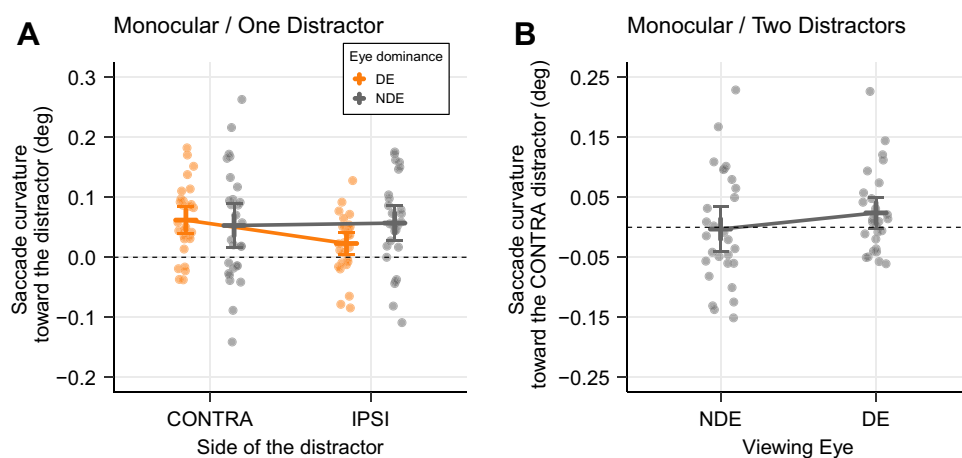 A
Monocular / One Distractor
Eye dominance
DE
NDE
Saccade curvature
toward the distractor (deg)
0.3
0.2
0.1
0.0
−0.1
−0.2
CONTRA
IPSI
Side of the distractor
B
Monocular / Two Distractors
Saccade curvature
toward the CONTRA distractor (deg)
0.25
0.15
0.05
−0.05
−0.15
−0.25
NDE
DE
Viewing Eye